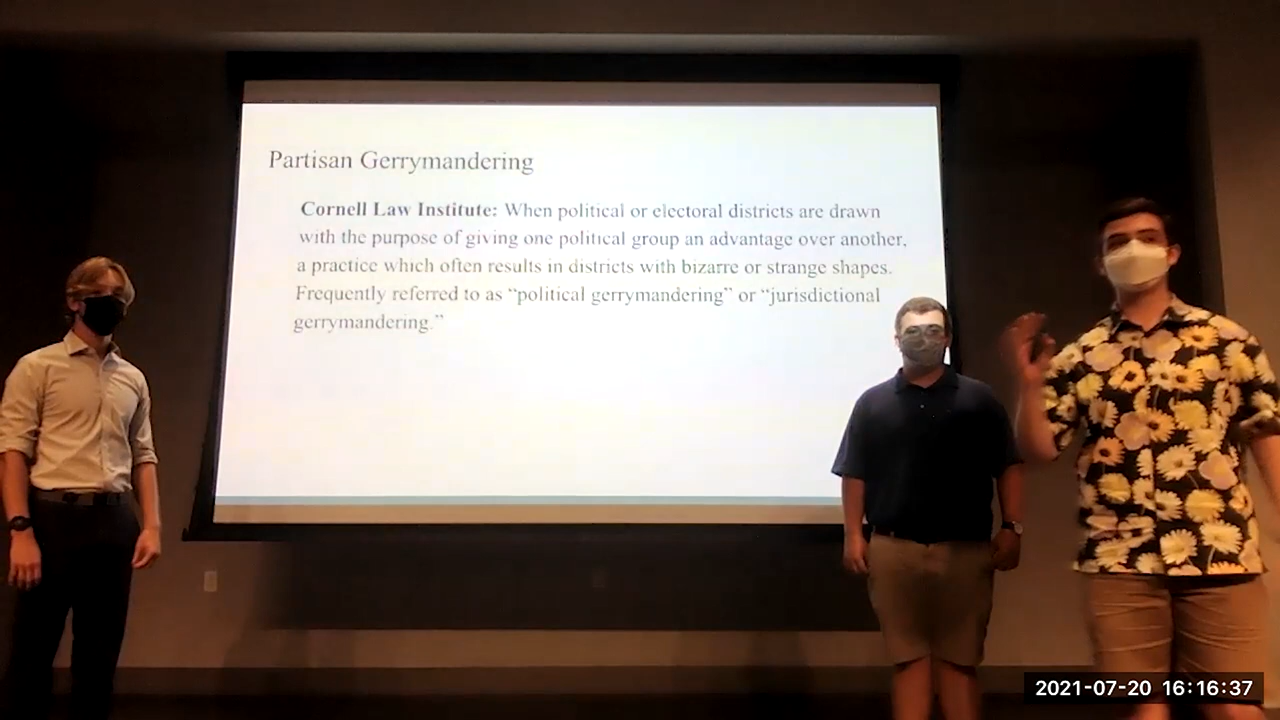 Partisan Gerrymandering
Cornell Law Institute: When political or electoral districts are drawn
with the purpose of giving one political group an advantage over another,
a practice which often results in districts with bizarre or strange shapes.
Frequently referred to as “political gerrymandering” or “jurisdictional
gerrymandering.”
2021-07-20 16:16:37